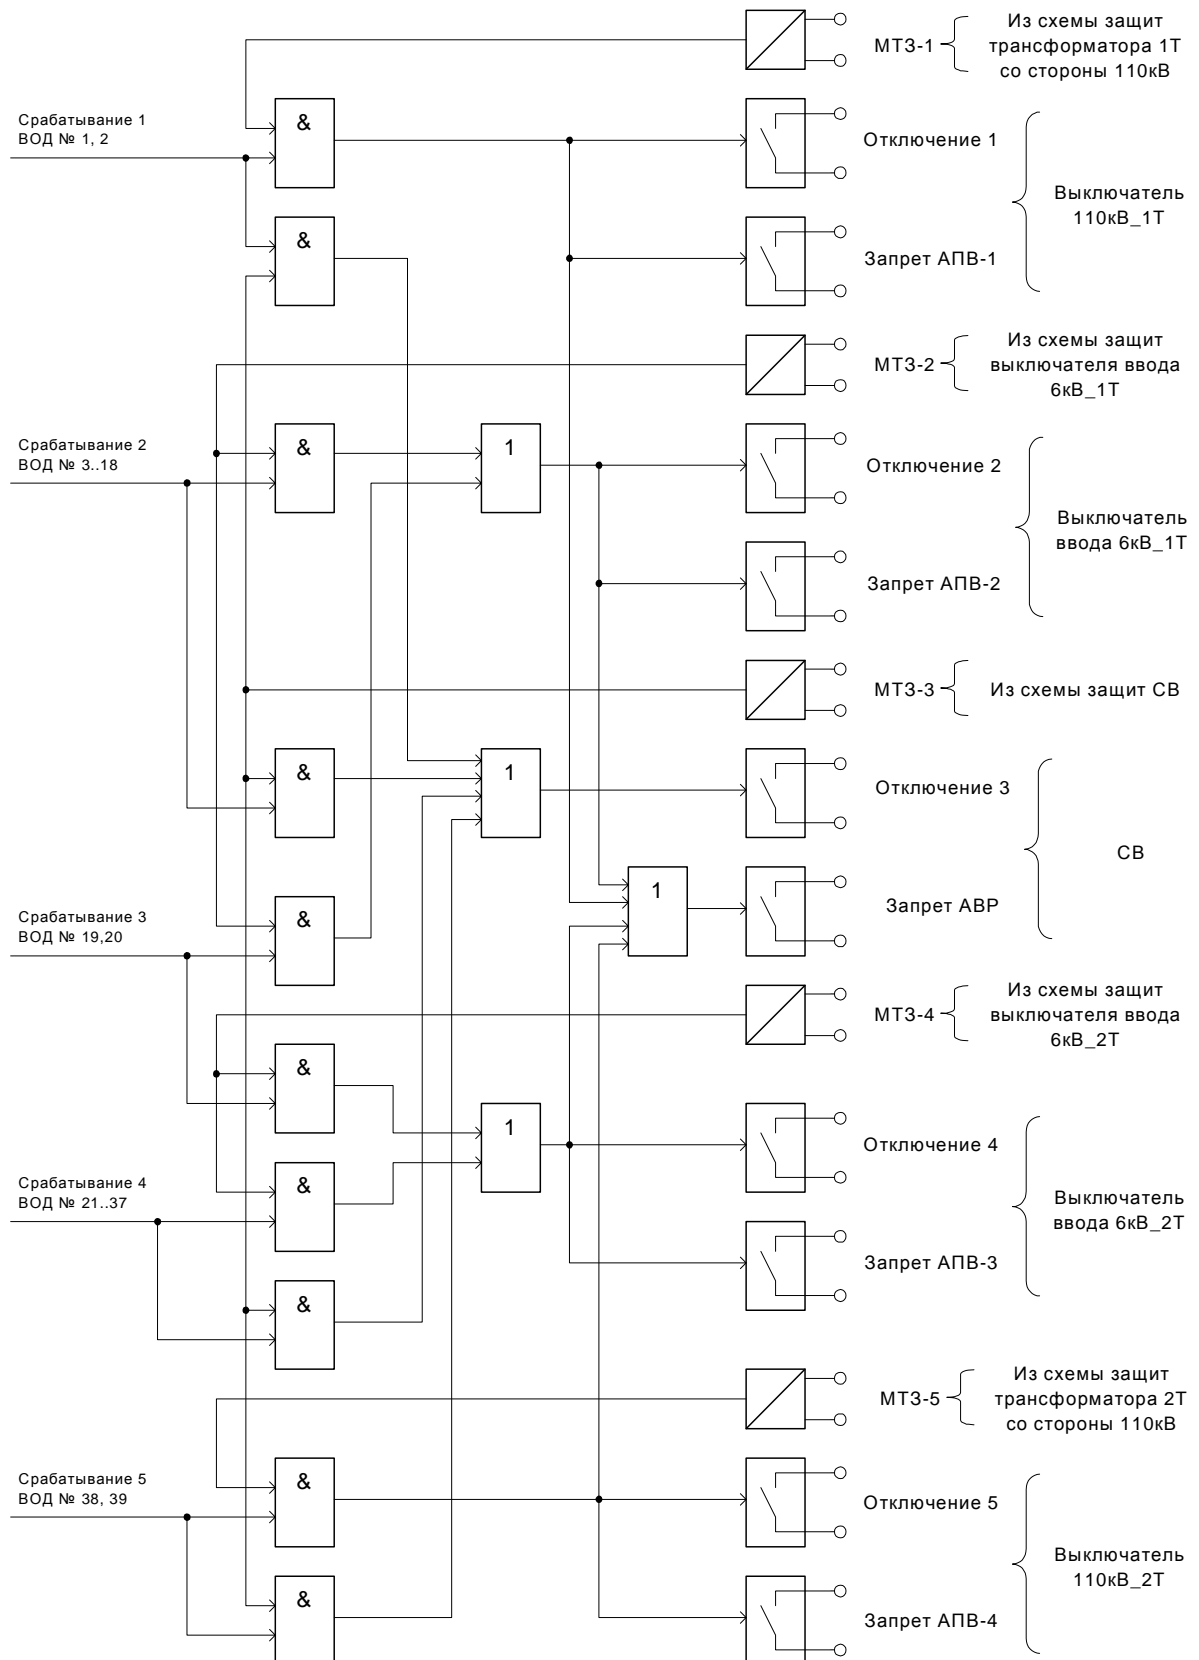 МТЗ-1
Из схемы защит
трансформатора 1Т
со стороны 110кВ
Срабатывание 1
ВОД № 1, 2
&
Отключение 1
Выключатель
110кВ_1Т
&
Запрет АПВ-1
МТЗ-2
Из схемы защит
выключателя ввода
6кВ_1Т
Срабатывание 2
ВОД № 3..18
&
1
Отключение 2
Выключатель
ввода 6кВ_1Т
Запрет АПВ-2
МТЗ-3
Из схемы защит СВ
&
1
Отключение 3
СВ
Срабатывание 3
ВОД № 19,20
&
1
Запрет АВР
МТЗ-4
Из схемы защит
выключателя ввода
6кВ_2Т
&
1
Отключение 4
Срабатывание 4
ВОД № 21..37
&
Выключатель
ввода 6кВ_2Т
&
Запрет АПВ-3
МТЗ-5
Из схемы защит
трансформатора 2Т
со стороны 110кВ
Срабатывание 5
ВОД № 38, 39
&
Отключение 5
Выключатель
110кВ_2Т
&
Запрет АПВ-4